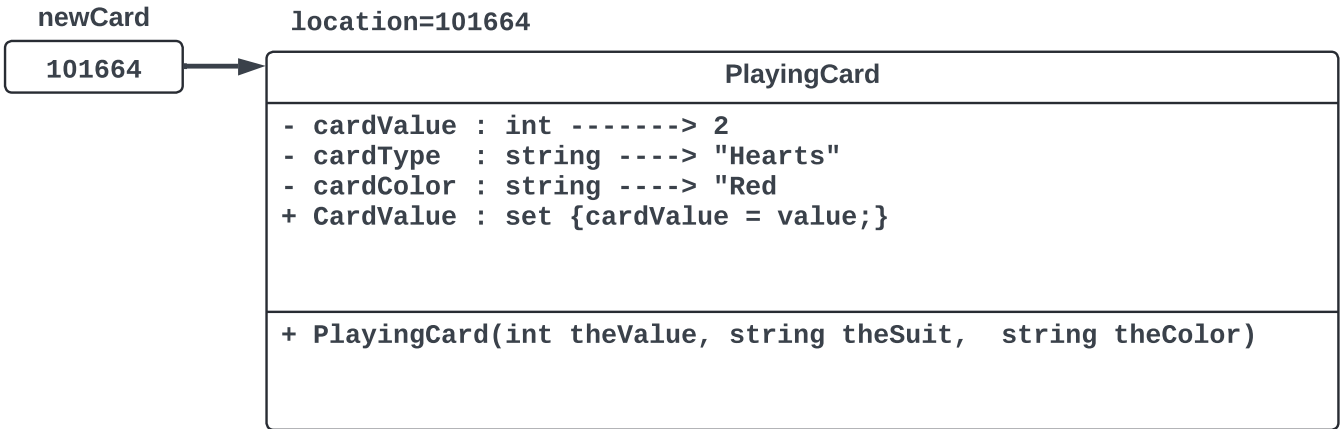 newCard
location=101664
101664
PlayingCard
- cardValue : int -------> 2
- cardType  : string ----> "Hearts"
- cardColor : string ----> "Red
+ CardValue : set {cardValue = value;}
+ PlayingCard(int theValue, string theSuit,  string theColor)